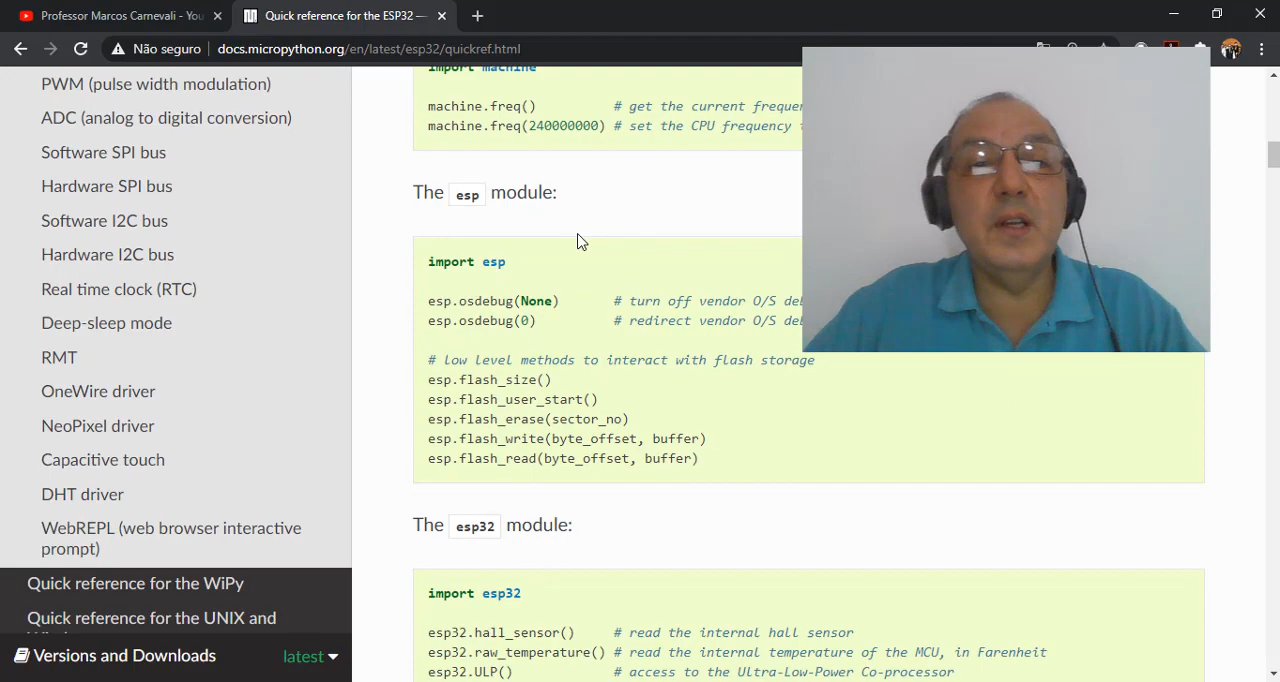 Professor Marcos Carnevali - You
Quick reference for the ESP32 —
Não seguro
docs.micropython.org/en/latest/esp32/quickref.html
PWM (pulse width modulation)
ADC (analog to digital conversion)
Software SPI bus
Hardware SPI bus
Software I2C bus
Hardware I2C bus
Real time clock (RTC)
Deep-sleep mode
RMT
OneWire driver
NeoPixel driver
Capacitive touch
DHT driver
WebREPL (web browser interactive
prompt)
Quick reference for the WiPy
Quick reference for the UNIX and
Versions and Downloads
latest
import machine
machine.freq() # get the current freque
machine.freq(240000000) # set the CPU frequency
The esp module:
import esp
esp.osdebug(None) # turn off vendor O/S de
esp.osdebug(0) # redirect vendor O/S de
# low level methods to interact with flash storage
esp.flash_size()
esp.flash_user_start()
esp.flash_erase(sector_no)
esp.flash_write(byte_offset, buffer)
esp.flash_read(byte_offset, buffer)
The esp32 module:
import esp32
esp32.hall_sensor() # read the internal hall sensor
esp32.raw_temperature() # read the internal temperature of the MCU, in Farenheit
esp32.ULP() # access to the Ultra-Low-Power Co-processor